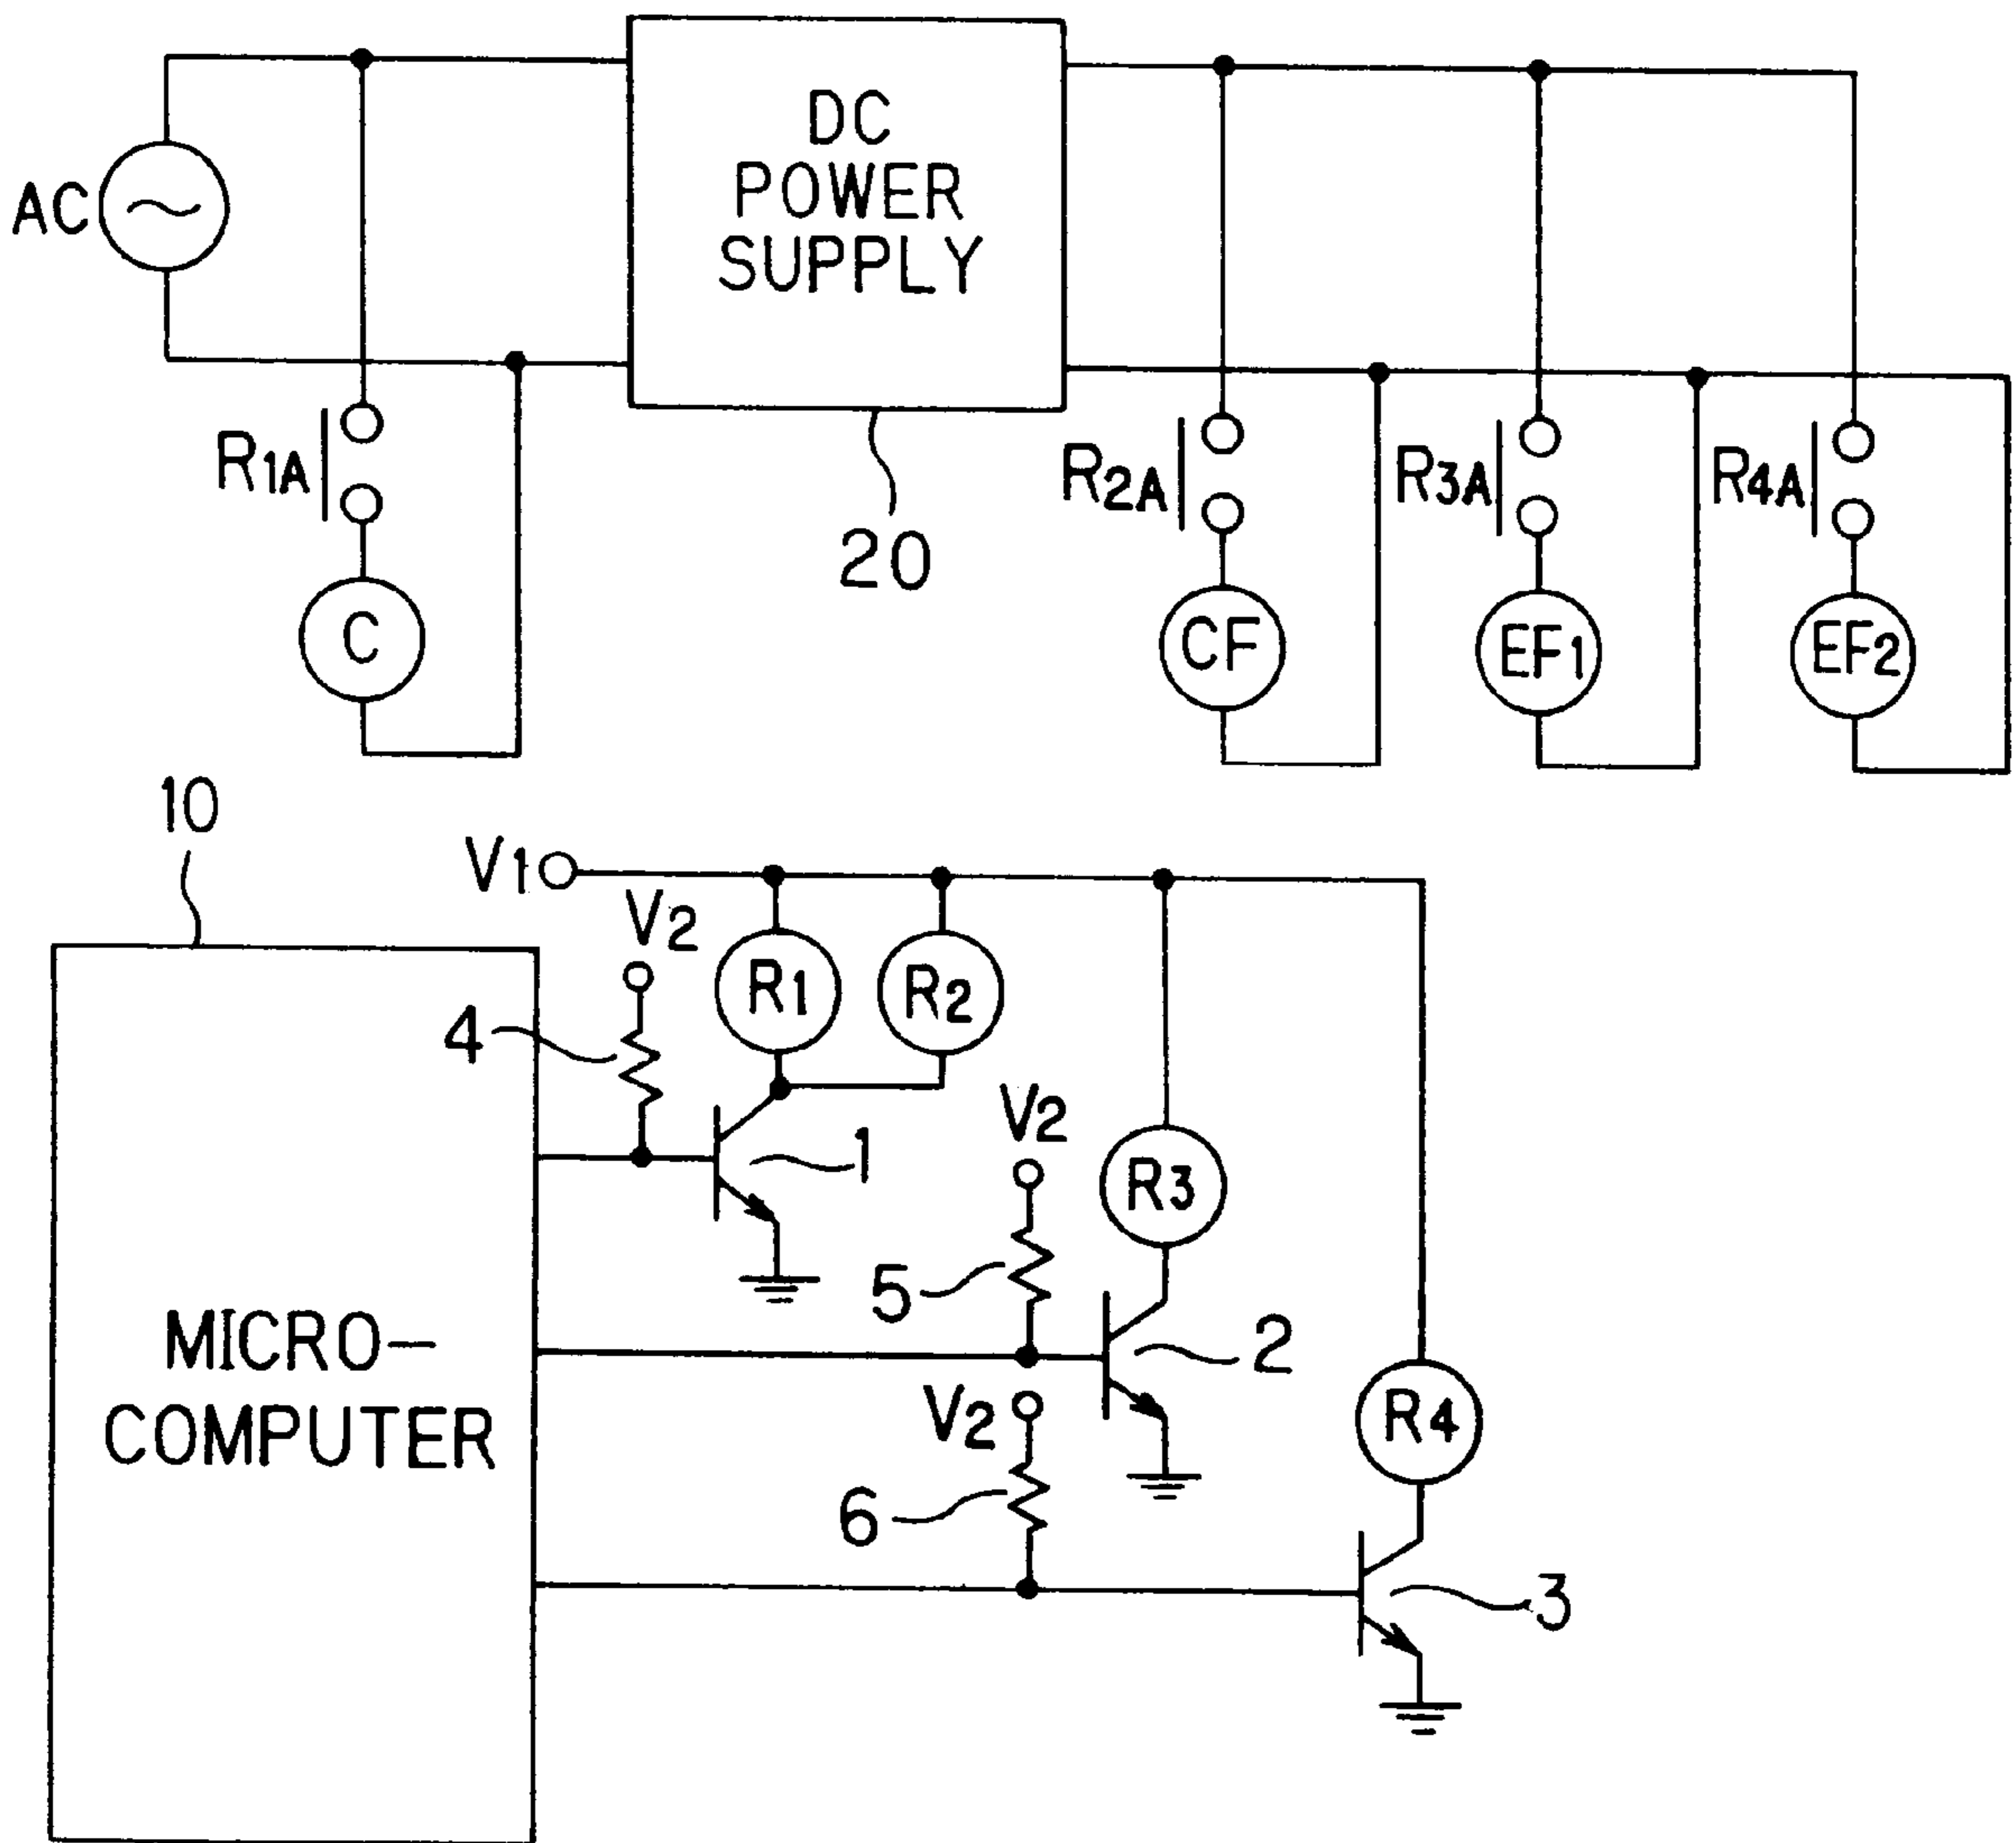 AC
DC
POWER
SUPPLY
R1A
R2A
R3A
R4A
20
C
CF
EF1
EF2
10
V1
V2
R1
R2
4
1
V2
R3
5
2
MICRO-
COMPUTER
V2
R4
6
3